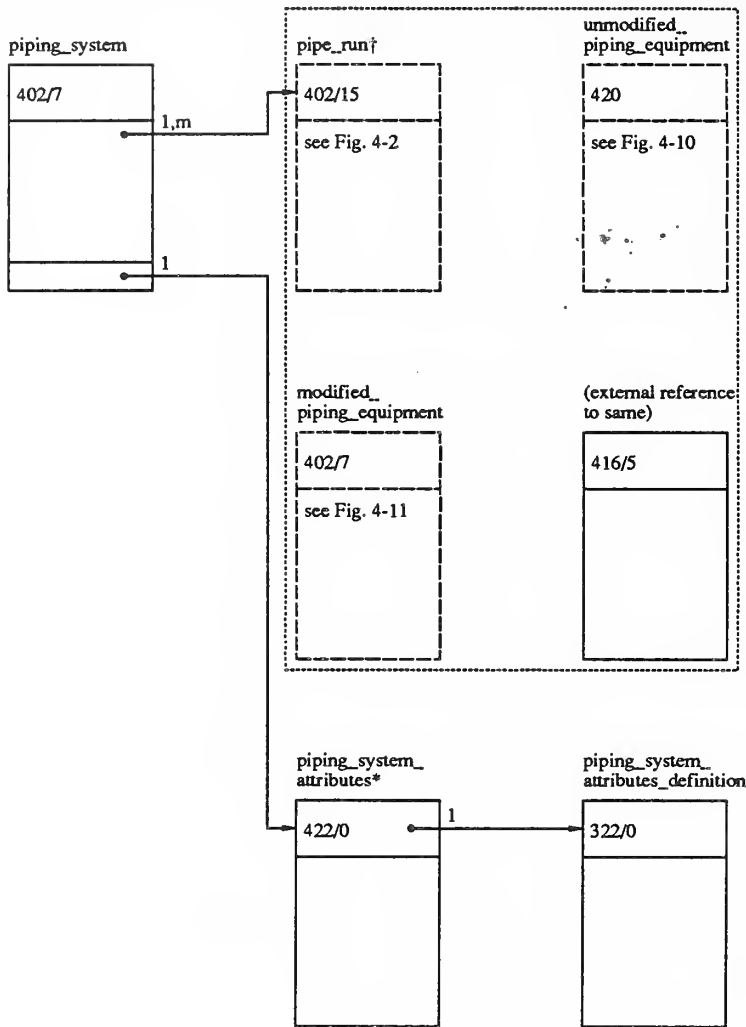 piping_system
402/7
1,m
1
pipe_run†
402/15
see Fig. 4-2
unmodified_
piping_equipment
420
see Fig. 4-10
modified_
piping_equipment
402/7
see Fig. 4-11
(external reference
to same)
416/5
piping_system_
attributes*
422/0
1
piping_system_
attributes_definition
322/0